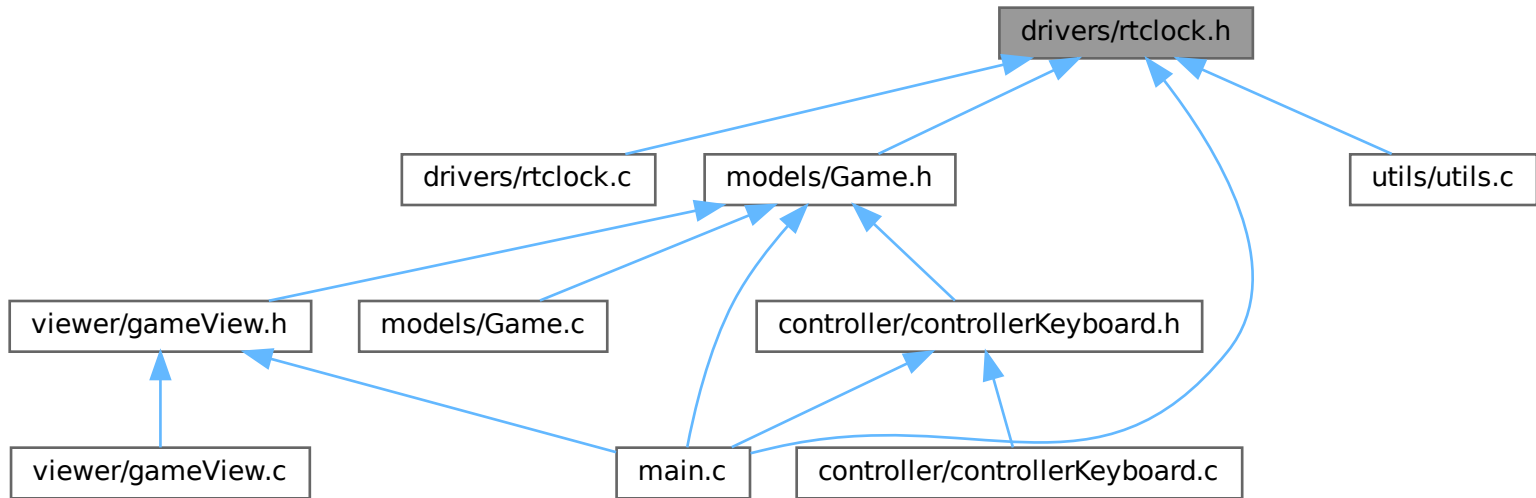 drivers/rtclock.h
drivers/rtclock.c
models/Game.h
utils/utils.c
viewer/gameView.h
models/Game.c
controller/controllerKeyboard.h
viewer/gameView.c
main.c
controller/controllerKeyboard.c